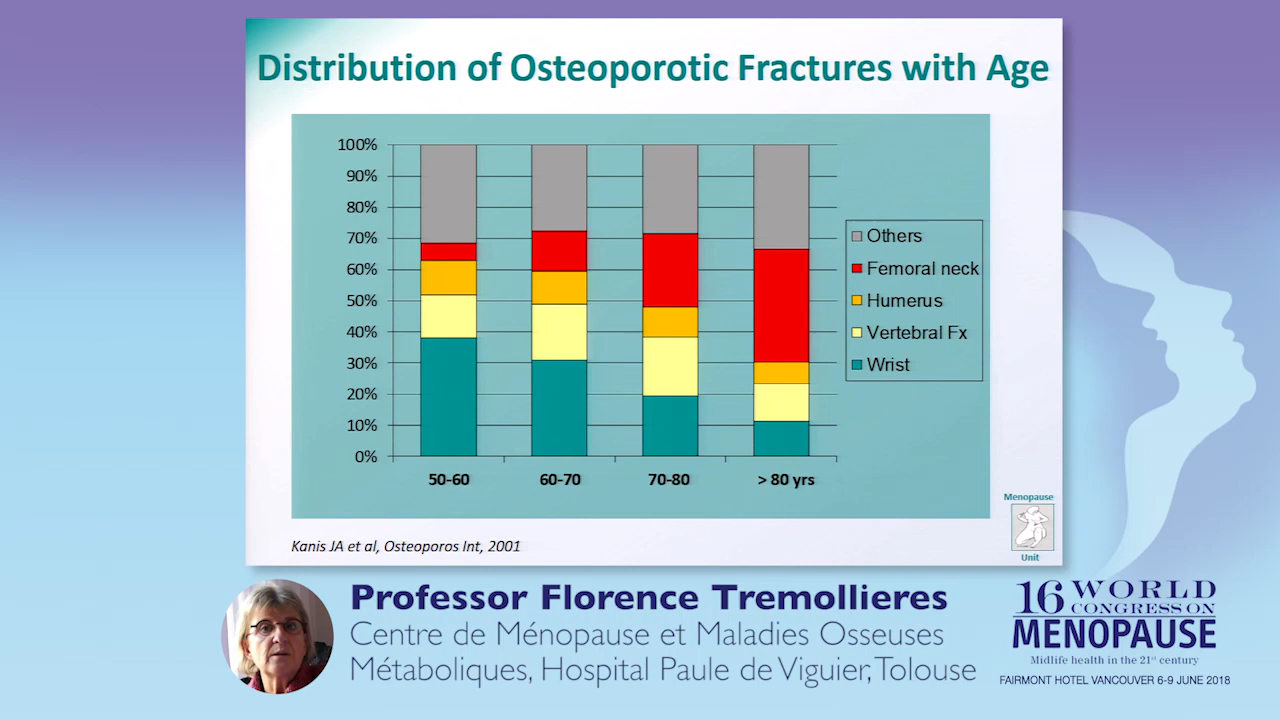 Distribution of Osteoporotic Fractures with Age
100%
90%
80%
70%
60%
50%
40%
30%
20%
10%
0%
50-60
60-70
70-80
> 80 yrs
Others
Femoral neck
Humerus
Vertebral Fx
Wrist
Menopause
Unit
Kanis JA et al, Osteoporos Int, 2001
Professor Florence Tremollieres
Centre de Ménopause et Maladies Osseuses
Métaboliques, Hospital Paule de Viguier, Tolouse
16 WORLD
CONGRESS ON
MENOPAUSE
Midlife health in the 21st century
FAIRMONT HOTEL VANCOUVER 6-9 JUNE 2018